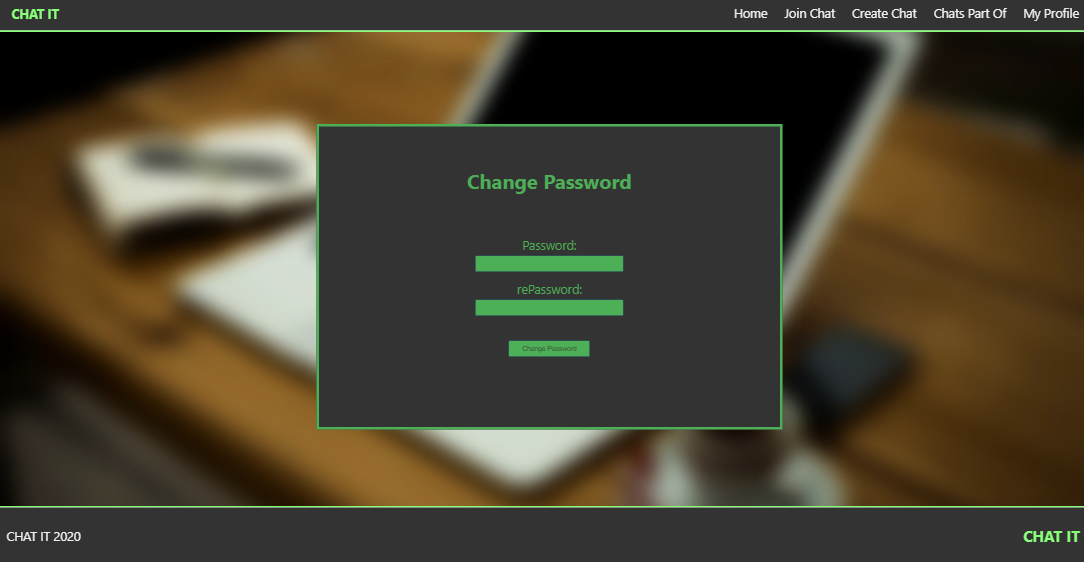 CHAT IT
Home Join Chat Create Chat Chats Part Of My Profile
Change Password
Password:
rePassword:
Change Password
CHAT IT 2020
CHAT IT